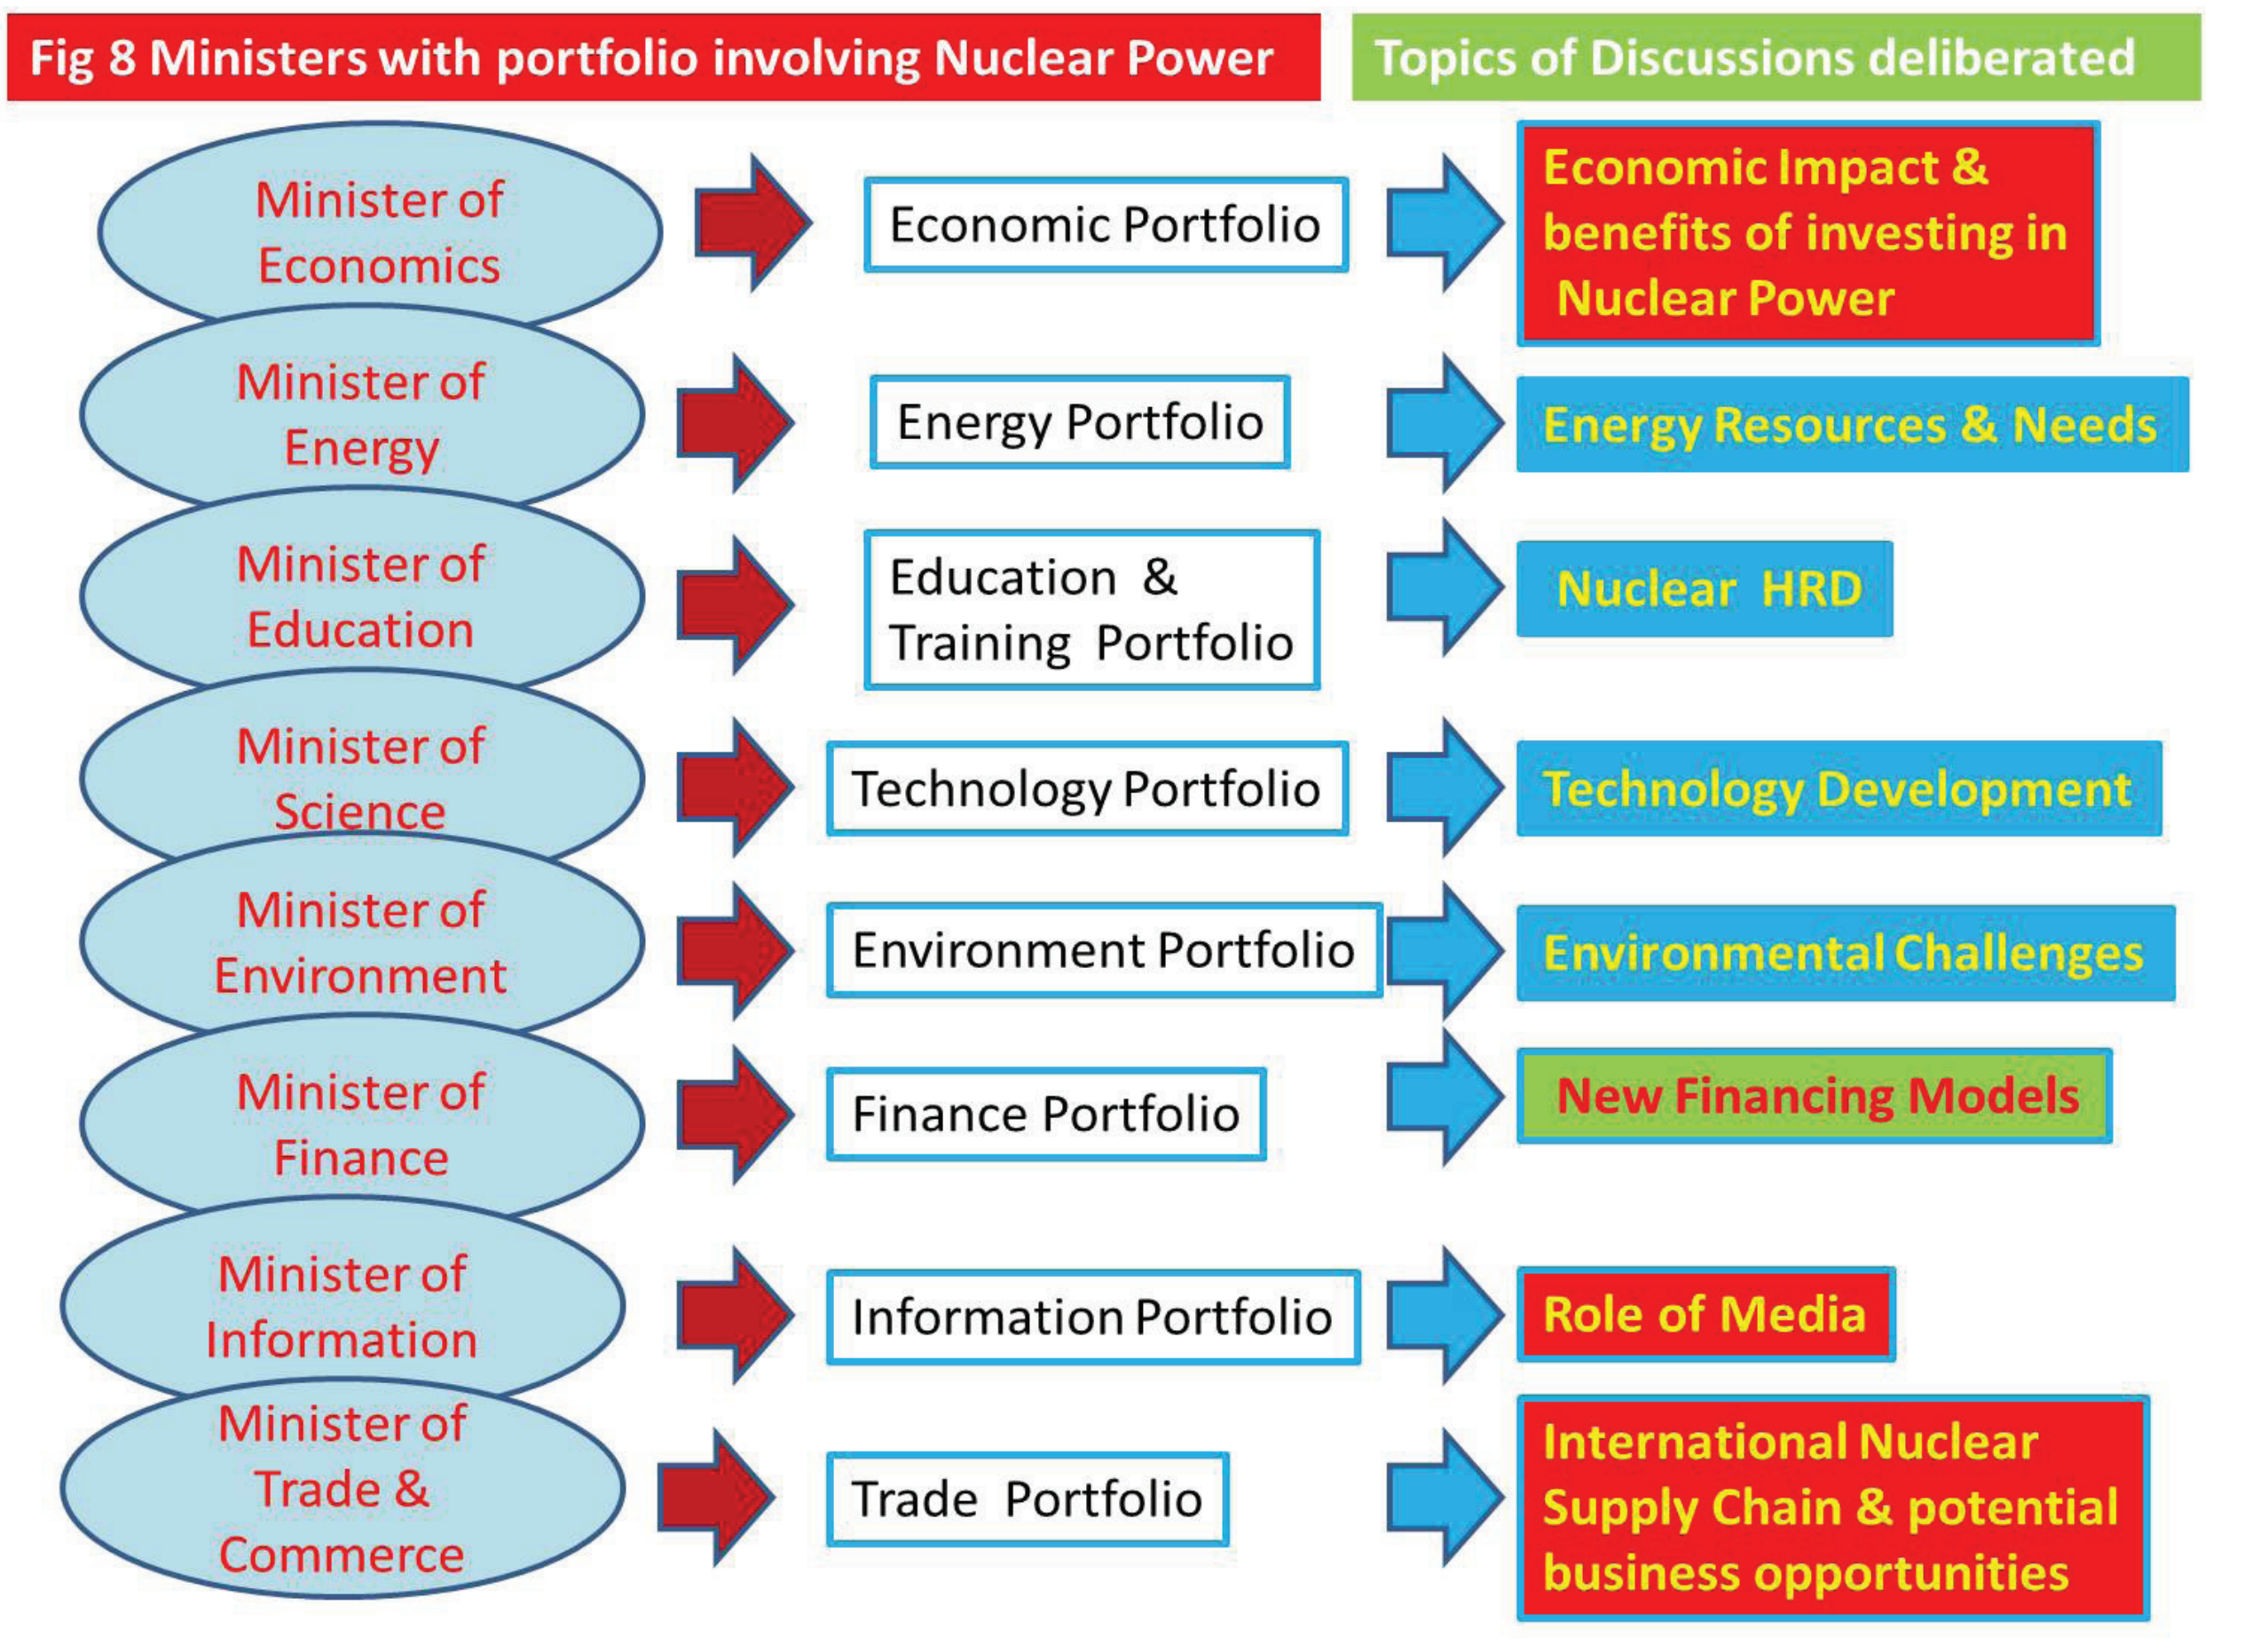 Fig 8 Ministers with portfolio involving Nuclear Power
Topics of Discussions deliberated
Minister of
Economics
Economic Portfolio
Economic Impact &
benefits of investing in
Nuclear Power
Minister of
Energy
Energy Portfolio
Energy Resources & Needs
Minister of
Education
Education &
Training Portfolio
Nuclear HRD
Minister of
Science
Technology Portfolio
Technology Development
Minister of
Environment
Environment Portfolio
Environmental Challenges
Minister of
Finance
Finance Portfolio
New Financing Models
Minister of
Information
Information Portfolio
Role of Media
Minister of
Trade &
Commerce
Trade Portfolio
International Nuclear
Supply Chain & potential
business opportunities